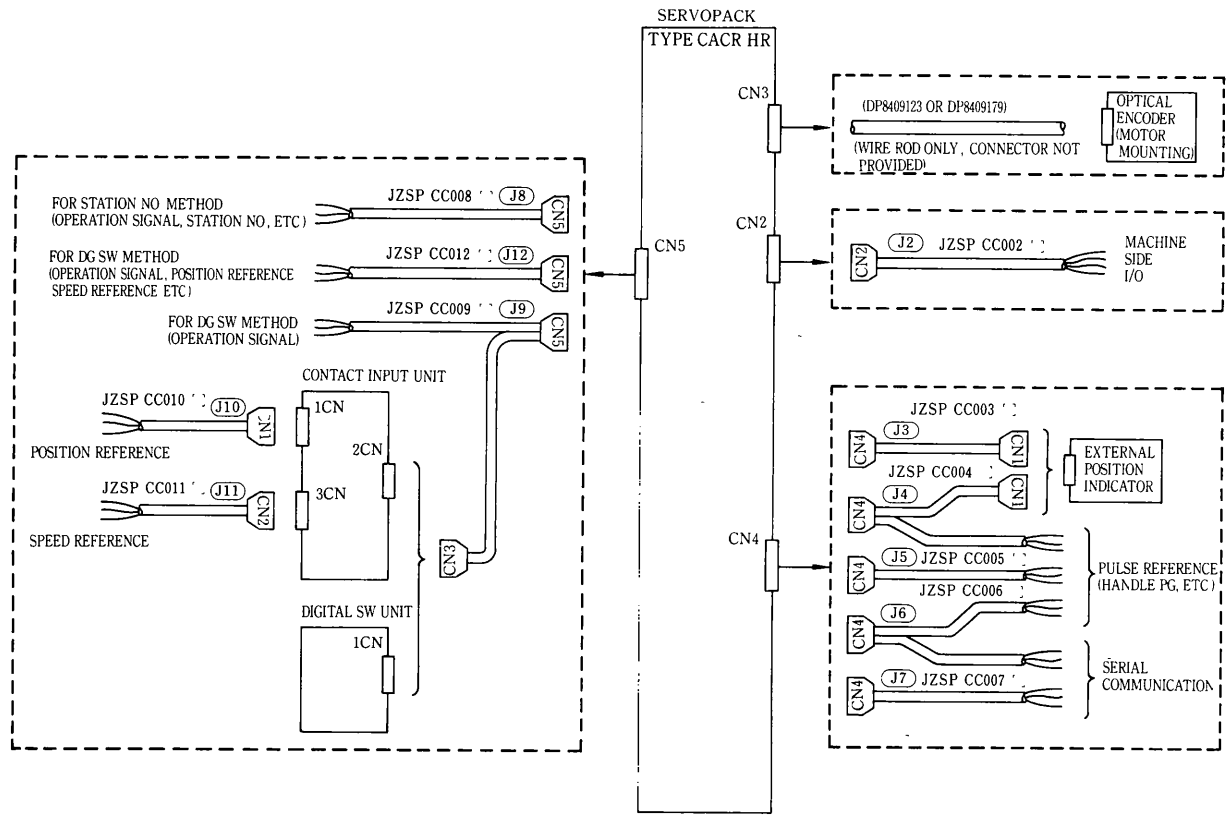 SERVOPACK
TYPE CACR HR
CN3
(DP8409123 OR DP8409179)
(WIRE ROD ONLY, CONNECTOR NOT
PROVIDED)
OPTICAL
ENCODER
(MOTOR
MOUNTING)
CN2
CN2
J2
JZSP CC002
MACHINE
SIDE
I/O
CN5
FOR STATION NO METHOD
(OPERATION SIGNAL, STATION NO, ETC)
JZSP CC008
J8
CN5
FOR DG SW METHOD
(OPERATION SIGNAL, POSITION REFERENCE
SPEED REFERENCE ETC)
JZSP CC012
J12
CN5
FOR DG SW METHOD
(OPERATION SIGNAL)
JZSP CC009
J9
CN5
CONTACT INPUT UNIT
1CN
2CN
3CN
JZSP CC010
J10
CN1
POSITION REFERENCE
JZSP CC011
J11
CN2
SPEED REFERENCE
CN3
DIGITAL SW UNIT
1CN
CN4
JZSP CC003
CN4
J3
CN1
JZSP CC004
CN4
J4
CN1
EXTERNAL
POSITION
INDICATOR
CN4
J5
JZSP CC005
PULSE REFERENCE
(HANDLE PG, ETC)
JZSP CC006
CN4
J6
CN4
J7
JZSP CC007
SERIAL
COMMUNICATION